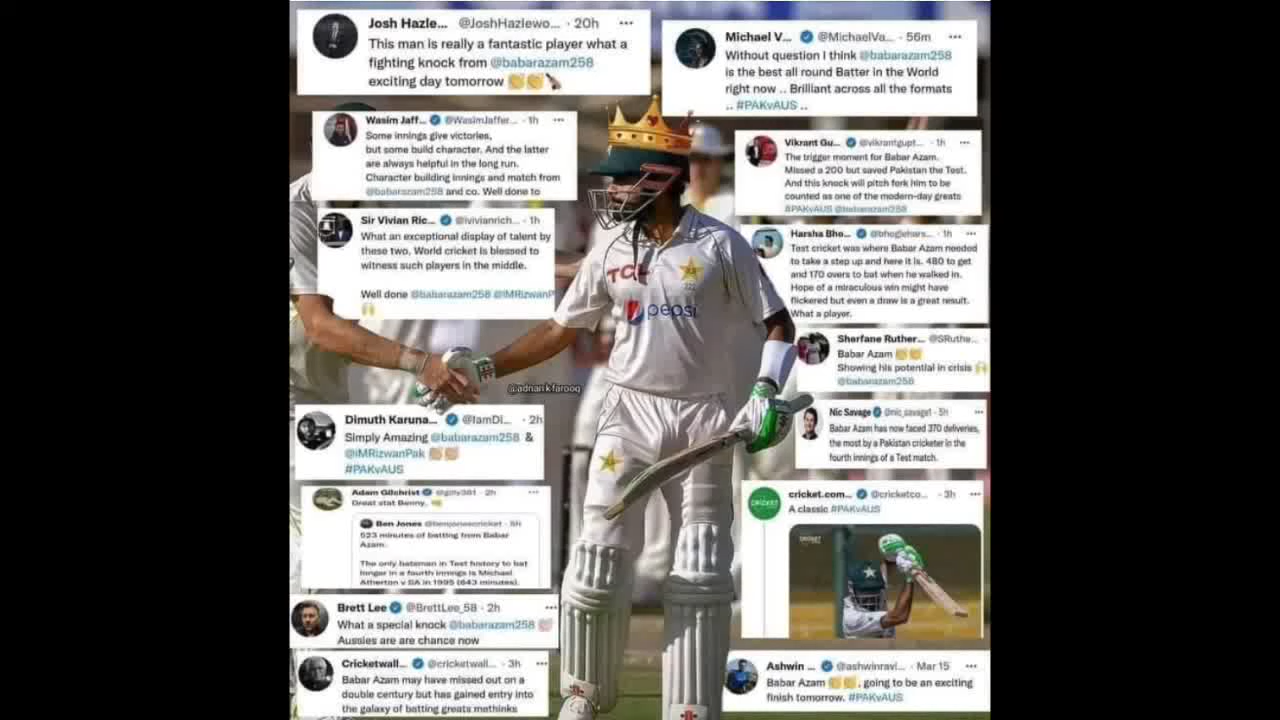 Josh Hazle... @JoshHazlewo... · 20h
This man is really a fantastic player what a
fighting knock from @babarazam258
exciting day tomorrow 👏👏🏏
Michael V... @MichaelVa... · 56m
Without question I think @babarazam258
is the best all round Batter in the World
right now .. Brilliant across all the formats
.. #PAKvAUS ..
Wasim Jaff... @WasimJaffer... · 1h
Some innings give victories,
but some build character. And the latter
are always helpful in the long run.
Character building innings and match from
@babarazam258 and co. Well done to
Vikrant Gu... @vikrantgupt... · 1h
The trigger moment for Babar Azam.
Missed a 200 but saved Pakistan the Test.
And this knock will pitch fork him to be
counted as one of the modern-day greats
#PAKvAUS @babarazam258
Sir Vivian Ric... @ivivianrich... · 1h
What an exceptional display of talent by
these two. World cricket is blessed to
witness such players in the middle.
Well done @babarazam258 @iMRizwanP
🙌
Harsha Bho... @bhoglehars... · 1h
Test cricket was where Babar Azam needed
to take a step up and here it is. 480 to get
and 170 overs to bat when he walked in.
Hope of a miraculous win might have
flickered but even a draw is a great result.
What a player.
TCL
222
pepsi
Sherfane Ruther... @SRuthe...
Babar Azam 👏👏
Showing his potential in crisis 🙌
@babarazam258
@adnan.k.farooq
Dimuth Karuna... @IamDi... · 2h
Simply Amazing @babarazam258 &
@iMRizwanPak 👏🏼👏🏼
#PAKvAUS
Nic Savage @nic_savage1 · 5h
Babar Azam has now faced 370 deliveries,
the most by a Pakistan cricketer in the
fourth innings of a Test match.
Adam Gilchrist @gilly381 · 2h
Great stat Benny.
Ben Jones @benjonescricket · 5h
523 minutes of batting from Babar
Azam.
The only batsman in Test history to bat
longer in a fourth innings is Michael
Atherton v SA in 1995 (643 minutes).
CRICKET
cricket.com... @cricketco... · 3h
A classic #PAKvAUS
CRICKET
Brett Lee @BrettLee_58 · 2h
What a special knock @babarazam258 👏🏻
Aussies are are chance now
Cricketwall... @cricketwall... · 3h
Babar Azam may have missed out on a
double century but has gained entry into
the galaxy of batting greats methinks
Ashwin ... @ashwinravi... · Mar 15
Babar Azam 👏👏, going to be an exciting
finish tomorrow. #PAKvAUS